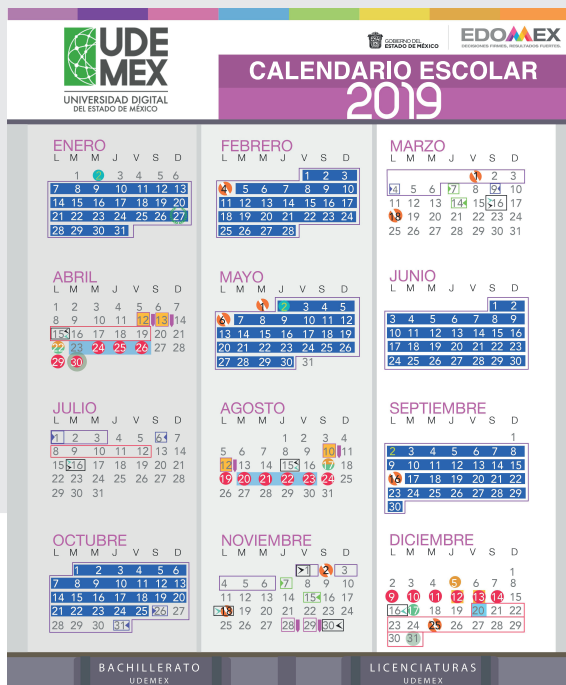 UDE
MEX
UNIVERSIDAD DIGITAL
DEL ESTADO DE MÉXICO
GOBIERNO DEL
ESTADO DE MÉXICO
EDOMEX
DECISIONES FIRMES, RESULTADOS FUERTES.
CALENDARIO ESCOLAR
2019
ENERO
L M M J V S D
1 2 3 4 5 6
7 8 9 10 11 12 13
14 15 16 17 18 19 20
21 22 23 24 25 26 27
28 29 30 31
FEBRERO
L M M J V S D
1 2 3
4 5 6 7 8 9 10
11 12 13 14 15 16 17
18 19 20 21 22 23 24
25 26 27 28
MARZO
L M M J V S D
1 2 3
4 5 6 7 8 9 10
11 12 13 14 15 16 17
18 19 20 21 22 23 24
25 26 27 28 29 30 31
ABRIL
L M M J V S D
1 2 3 4 5 6 7
8 9 10 11 12 13 14
15 16 17 18 19 20 21
22 23 24 25 26 27 28
29 30
MAYO
L M M J V S D
1 2 3 4 5
6 7 8 9 10 11 12
13 14 15 16 17 18 19
20 21 22 23 24 25 26
27 28 29 30 31
JUNIO
L M M J V S D
1 2
3 4 5 6 7 8 9
10 11 12 13 14 15 16
17 18 19 20 21 22 23
24 25 26 27 28 29 30
JULIO
L M M J V S D
1 2 3 4 5 6 7
8 9 10 11 12 13 14
15 16 17 18 19 20 21
22 23 24 25 26 27 28
29 30 31
AGOSTO
L M M J V S D
1 2 3 4
5 6 7 8 9 10 11
12 13 14 15 16 17 18
19 20 21 22 23 24 25
26 27 28 29 30 31
SEPTIEMBRE
L M M J V S D
1
2 3 4 5 6 7 8
9 10 11 12 13 14 15
16 17 18 19 20 21 22
23 24 25 26 27 28 29
30
OCTUBRE
L M M J V S D
1 2 3 4 5 6
7 8 9 10 11 12 13
14 15 16 17 18 19 20
21 22 23 24 25 26 27
28 29 30 31
NOVIEMBRE
L M M J V S D
1 2 3
4 5 6 7 8 9 10
11 12 13 14 15 16 17
18 19 20 21 22 23 24
25 26 27 28 29 30
DICIEMBRE
L M M J V S D
1
2 3 4 5 6 7 8
9 10 11 12 13 14 15
16 17 18 19 20 21 22
23 24 25 26 27 28 29
30 31
BACHILLERATO
UDEMEX
LICENCIATURAS
UDEMEX